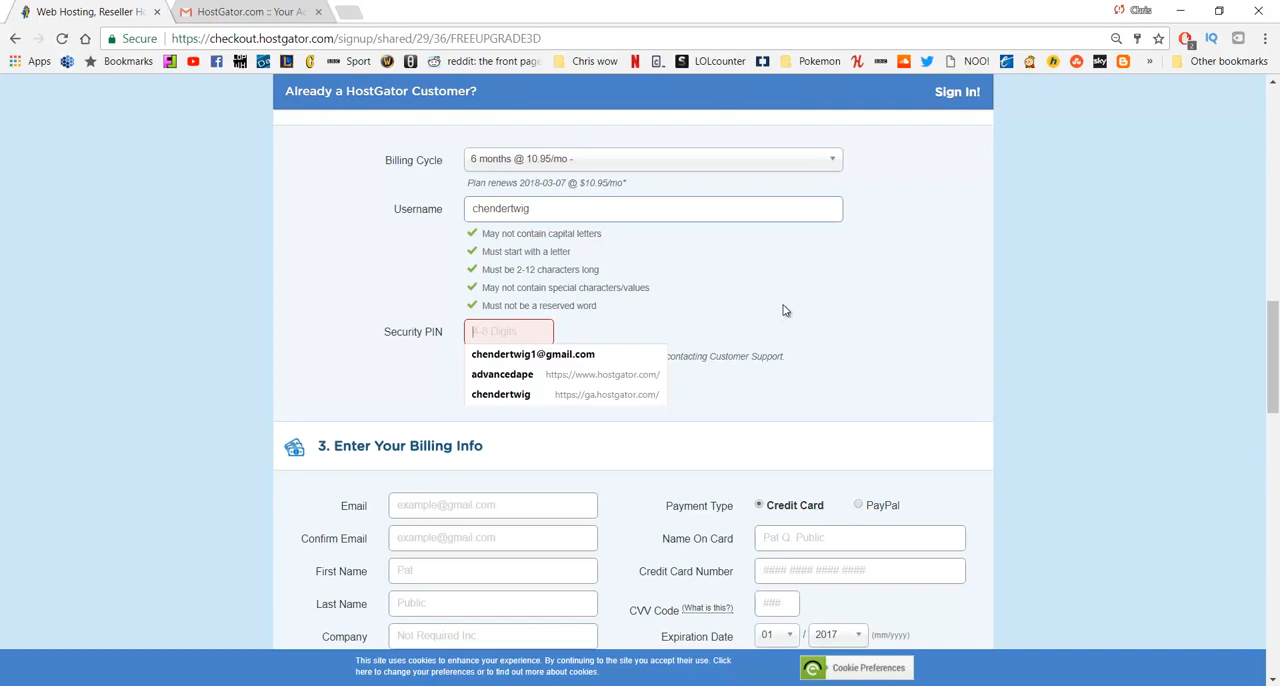 Web Hosting, Reseller Ho
HostGator.com :: Your Ac
Chris
Secure
https://checkout.hostgator.com/signup/shared/29/36/FREEUPGRADE3D
Apps
Bookmarks
Sport
reddit: the front page
Chris wow
LOLcounter
Pokemon
NOO!
Other bookmarks
Already a HostGator Customer?
Sign In!
Billing Cycle
6 months @ 10.95/mo -
Plan renews 2018-03-07 @ $10.95/mo*
Username
chendertwig
May not contain capital letters
Must start with a letter
Must be 2-12 characters long
May not contain special characters/values
Must not be a reserved word
Security PIN
4-8 Digits
chendertwig1@gmail.com
contacting Customer Support.
advancedape https://www.hostgator.com/
chendertwig https://ga.hostgator.com/
3. Enter Your Billing Info
Email
example@gmail.com
Payment Type
Credit Card
PayPal
Confirm Email
example@gmail.com
Name On Card
Pat Q. Public
First Name
Pat
Credit Card Number
#### #### #### ####
Last Name
Public
CVV Code (What is this?)
###
Company
Not Required Inc
Expiration Date
01 / 2017 (mm/yyyy)
This site uses cookies to enhance your experience. By continuing to the site you accept their use. Click
here to change your preferences or to find out more about cookies.
Cookie Preferences